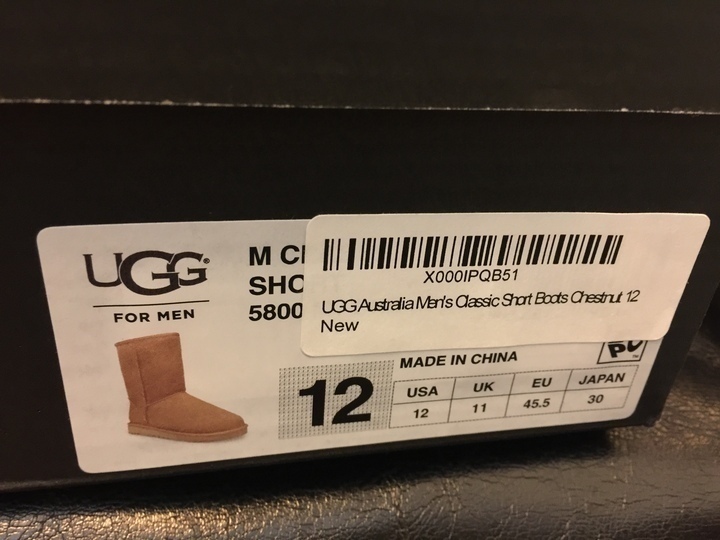 UGG
FOR MEN
M Cl
SHO
5800
X000IPQB51
UGG Australia Men's Classic Short Boots Chestnut 12
New
MADE IN CHINA
12
USA UK EU JAPAN
12 11 45.5 30